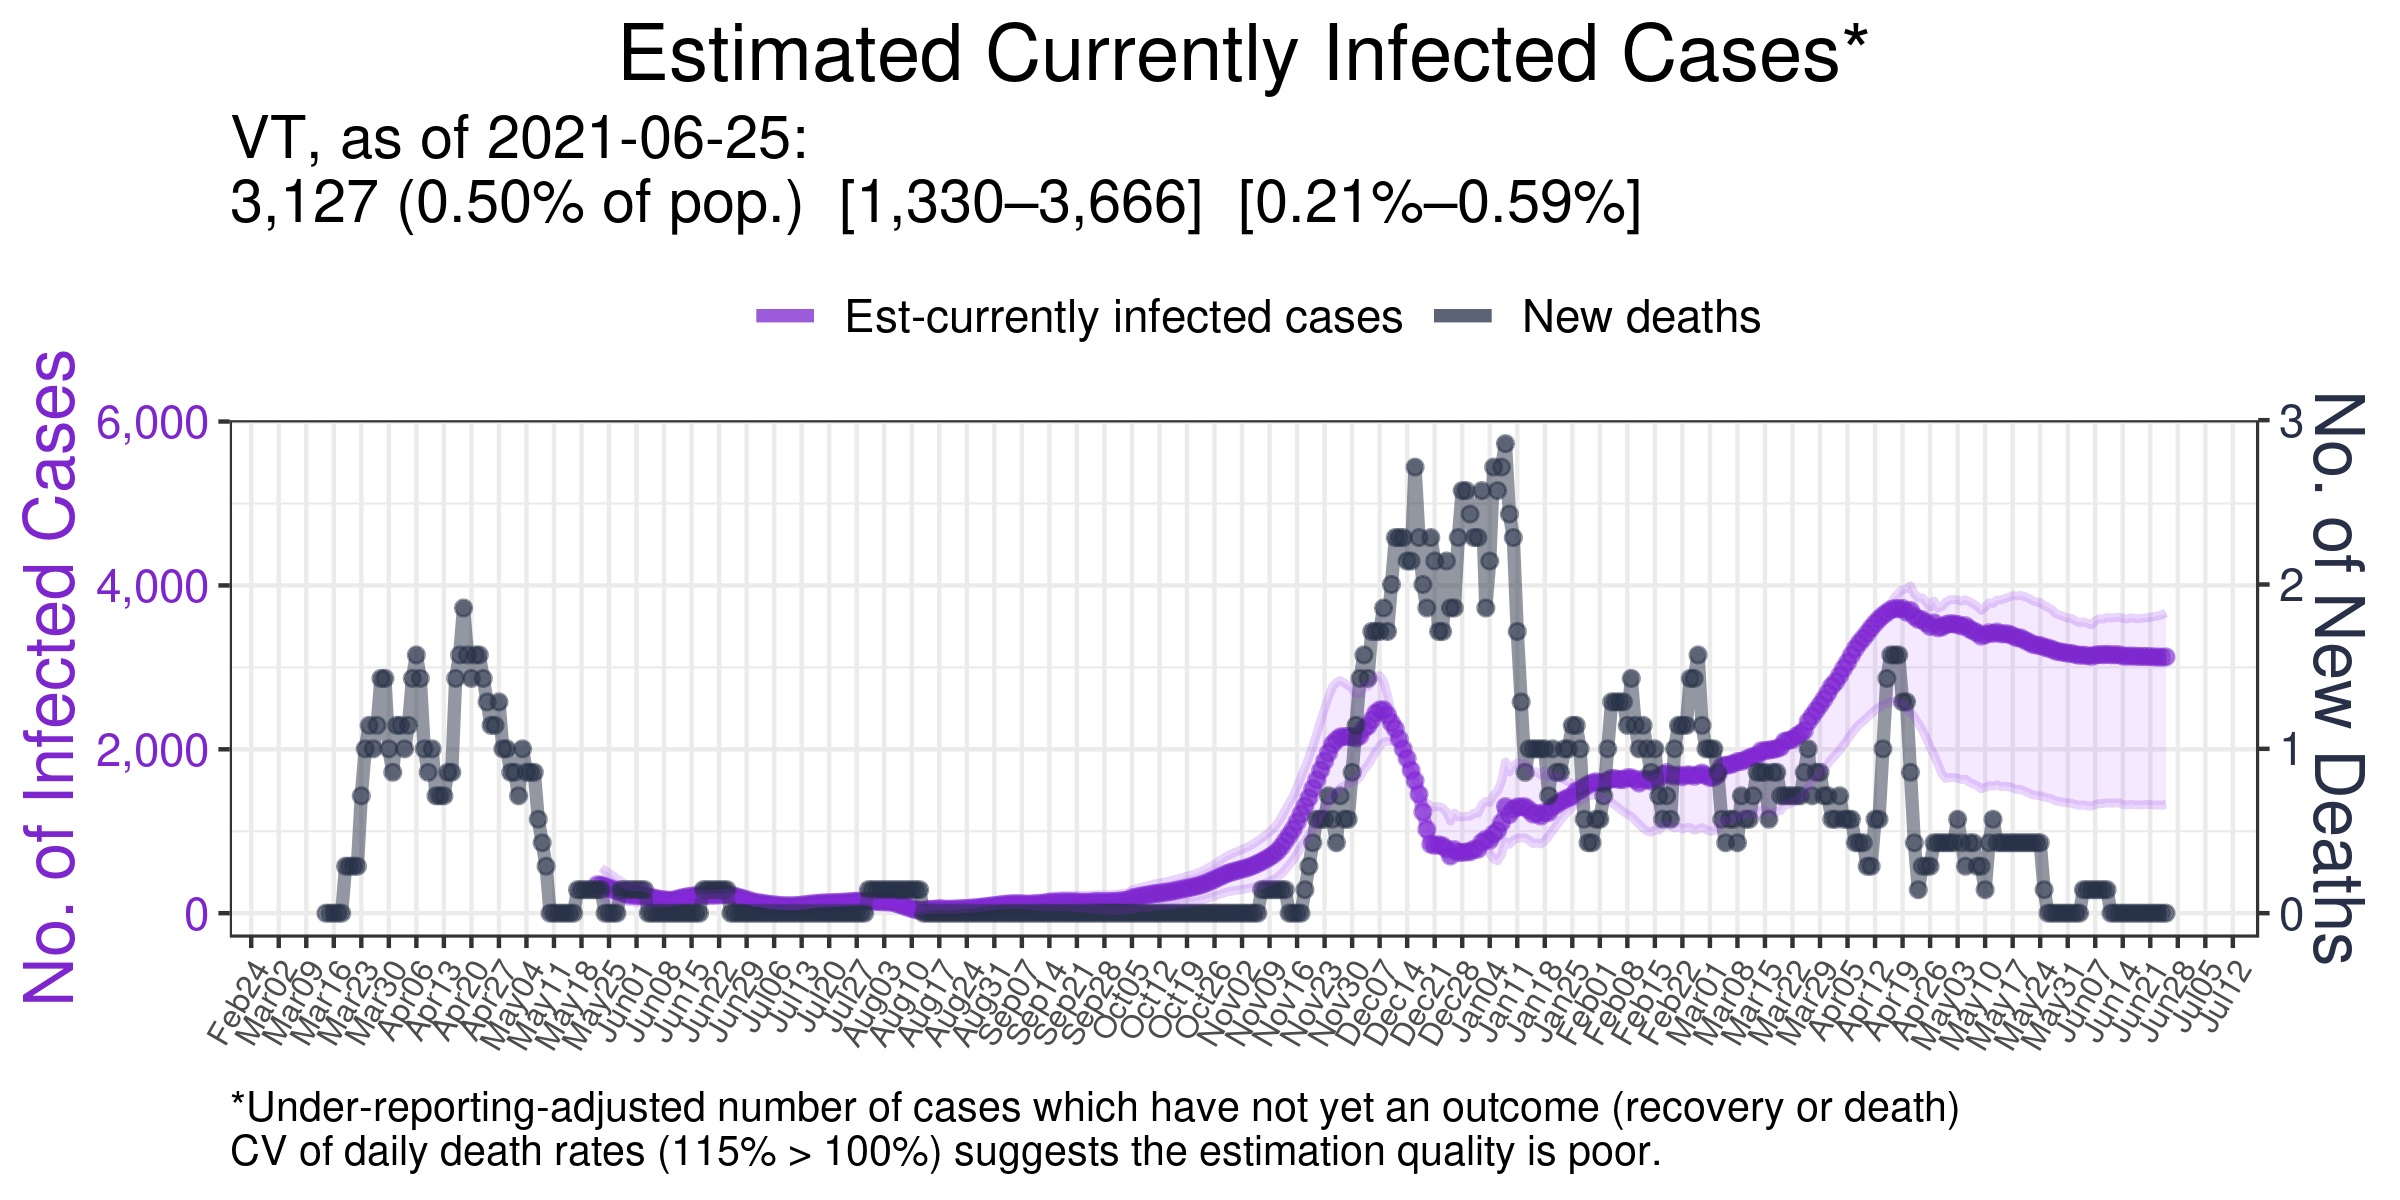 Estimated Currently Infected Cases*
VT, as of 2021-06-25:
3,127 (0.50% of pop.) [1,330–3,666] [0.21%–0.59%]
Est-currently infected cases New deaths
No. of Infected Cases
6,000
4,000
2,000
0
3
2
1
0
No. of New Deaths
Feb24 Mar02 Mar09 Mar16 Mar23 Mar30 Apr06 Apr13 Apr20 Apr27 May04 May11 May18 May25 Jun01 Jun08 Jun15 Jun22 Jun29 Jul06 Jul13 Jul20 Jul27 Aug03 Aug10 Aug17 Aug24 Aug31 Sep07 Sep14 Sep21 Sep28 Oct05 Oct12 Oct19 Oct26 Nov02 Nov09 Nov16 Nov23 Nov30 Dec07 Dec14 Dec21 Dec28 Jan04 Jan11 Jan18 Jan25 Feb01 Feb08 Feb15 Feb22 Mar01 Mar08 Mar15 Mar22 Mar29 Apr05 Apr12 Apr19 Apr26 May03 May10 May17 May24 May31 Jun07 Jun14 Jun21 Jun28 Jul05 Jul12
*Under-reporting-adjusted number of cases which have not yet an outcome (recovery or death)
CV of daily death rates (115% > 100%) suggests the estimation quality is poor.